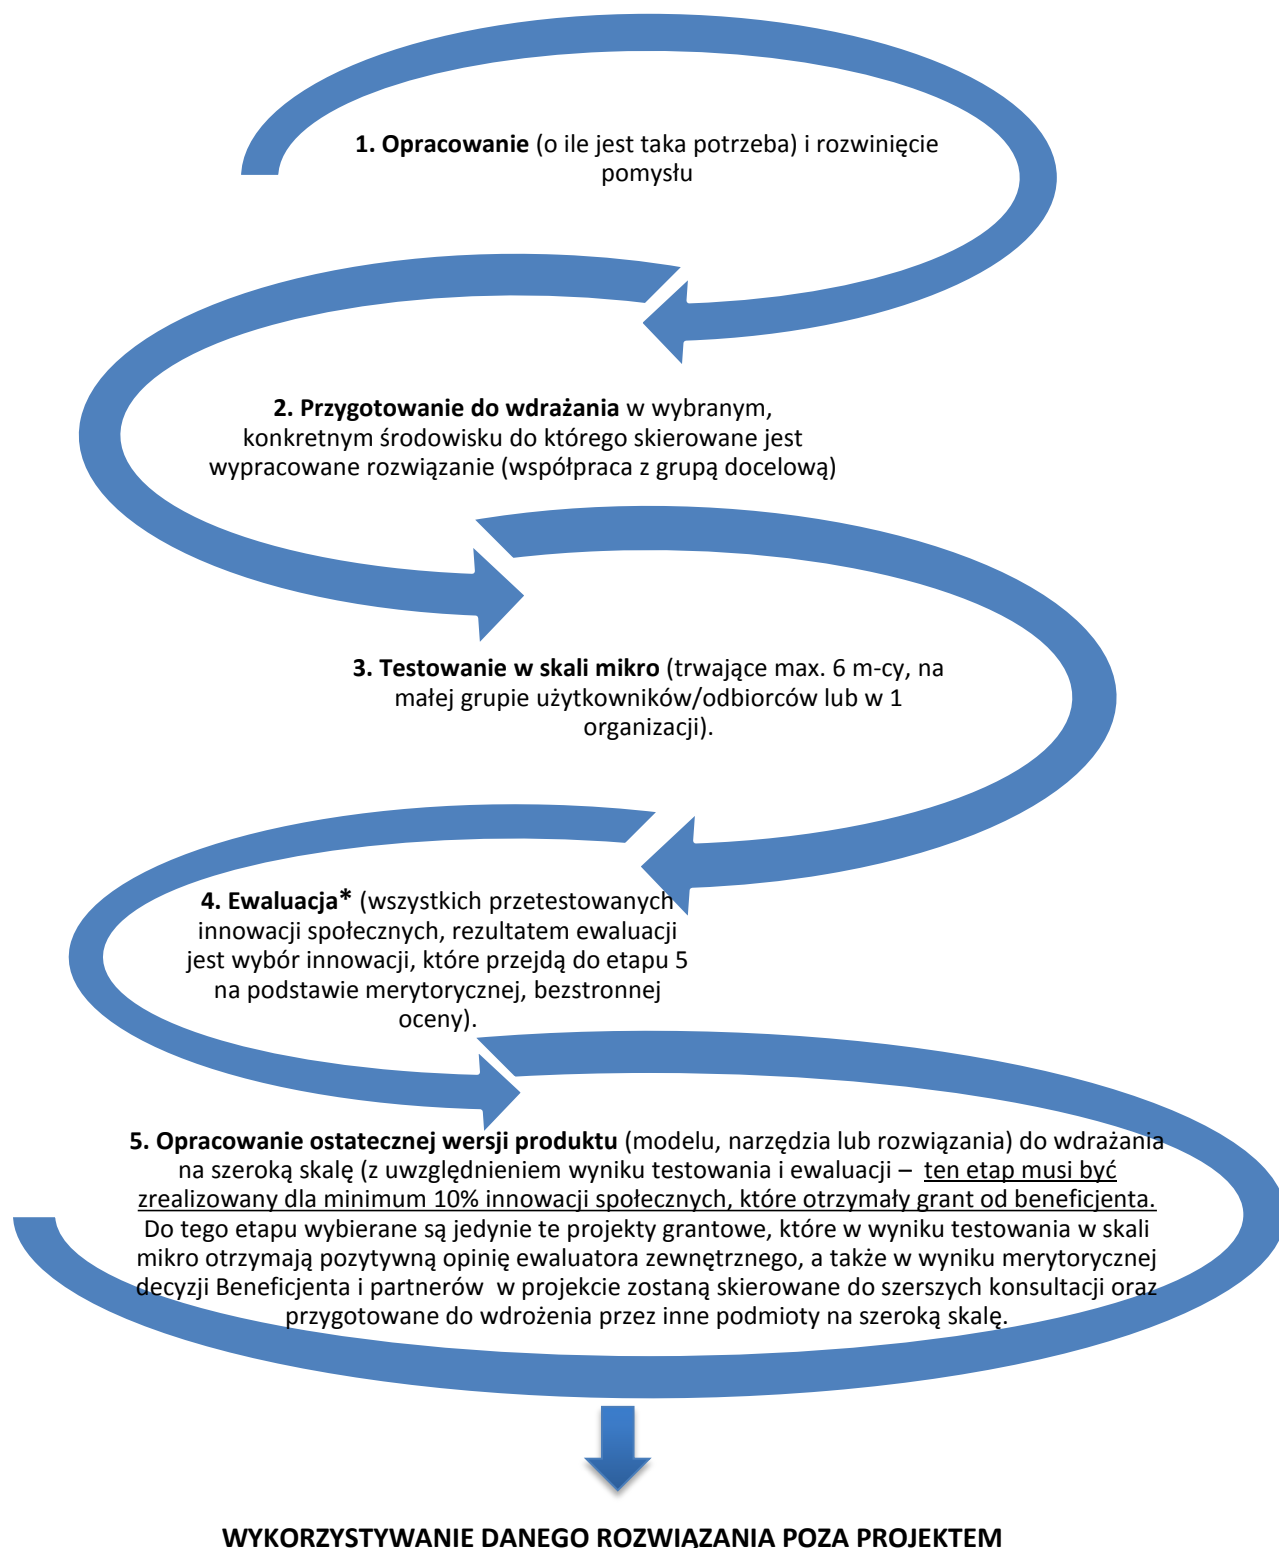 1. Opracowanie (o ile jest taka potrzeba) i rozwinięcie
pomysłu
2. Przygotowanie do wdrażania w wybranym,
konkretnym środowisku do którego skierowane jest
wypracowane rozwiązanie (współpraca z grupą docelową)
3. Testowanie w skali mikro (trwające max. 6 m-cy, na
małej grupie użytkowników/odbiorców lub w 1
organizacji).
4. Ewaluacja* (wszystkich przetestowanych
innowacji społecznych, rezultatem ewaluacji
jest wybór innowacji, które przejdą do etapu 5
na podstawie merytorycznej, bezstronnej
oceny).
5. Opracowanie ostatecznej wersji produktu (modelu, narzędzia lub rozwiązania) do wdrażania
na szeroką skalę (z uwzględnieniem wyniku testowania i ewaluacji – ten etap musi być
zrealizowany dla minimum 10% innowacji społecznych, które otrzymały grant od beneficjenta.
Do tego etapu wybierane są jedynie te projekty grantowe, które w wyniku testowania w skali
mikro otrzymają pozytywną opinię ewaluatora zewnętrznego, a także w wyniku merytorycznej
decyzji Beneficjenta i partnerów w projekcie zostaną skierowane do szerszych konsultacji oraz
przygotowane do wdrożenia przez inne podmioty na szeroką skalę.
WYKORZYSTYWANIE DANEGO ROZWIĄZANIA POZA PROJEKTEM